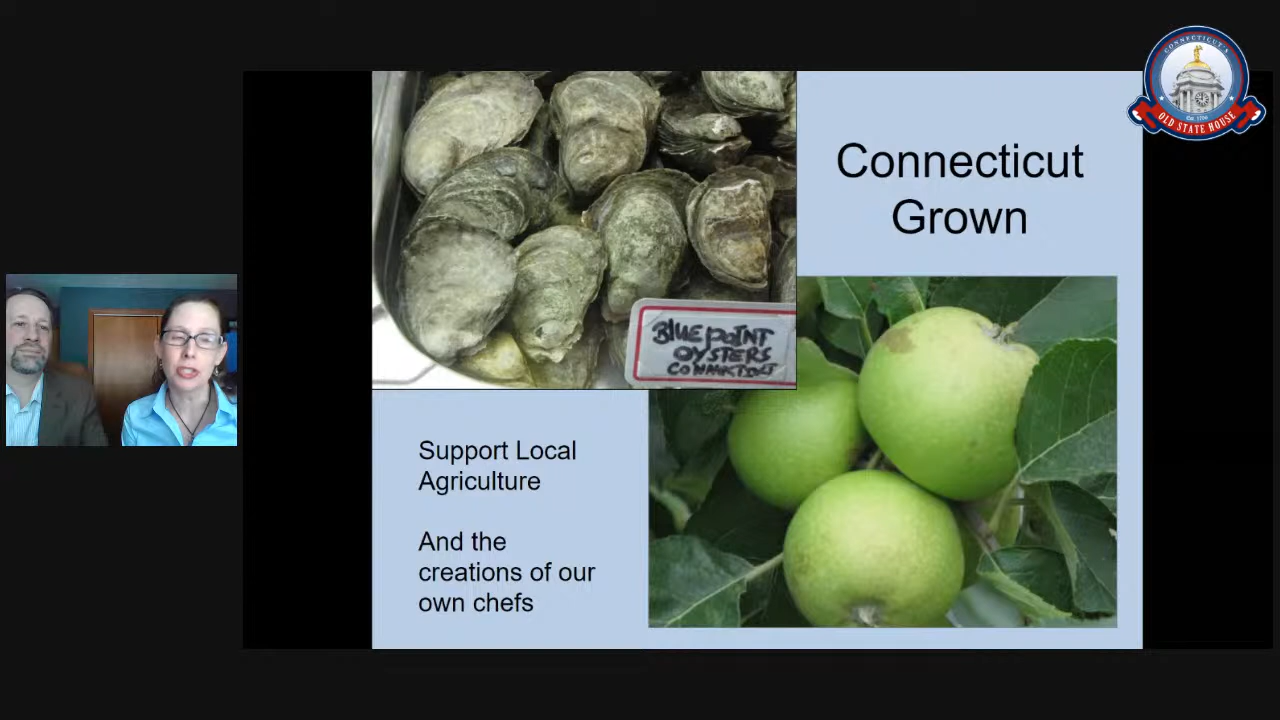 CONNECTICUT'S
OLD STATE HOUSE
Connecticut
Grown
BLUE POINT
OYSTERS
Support Local
Agriculture
And the
creations of our
own chefs